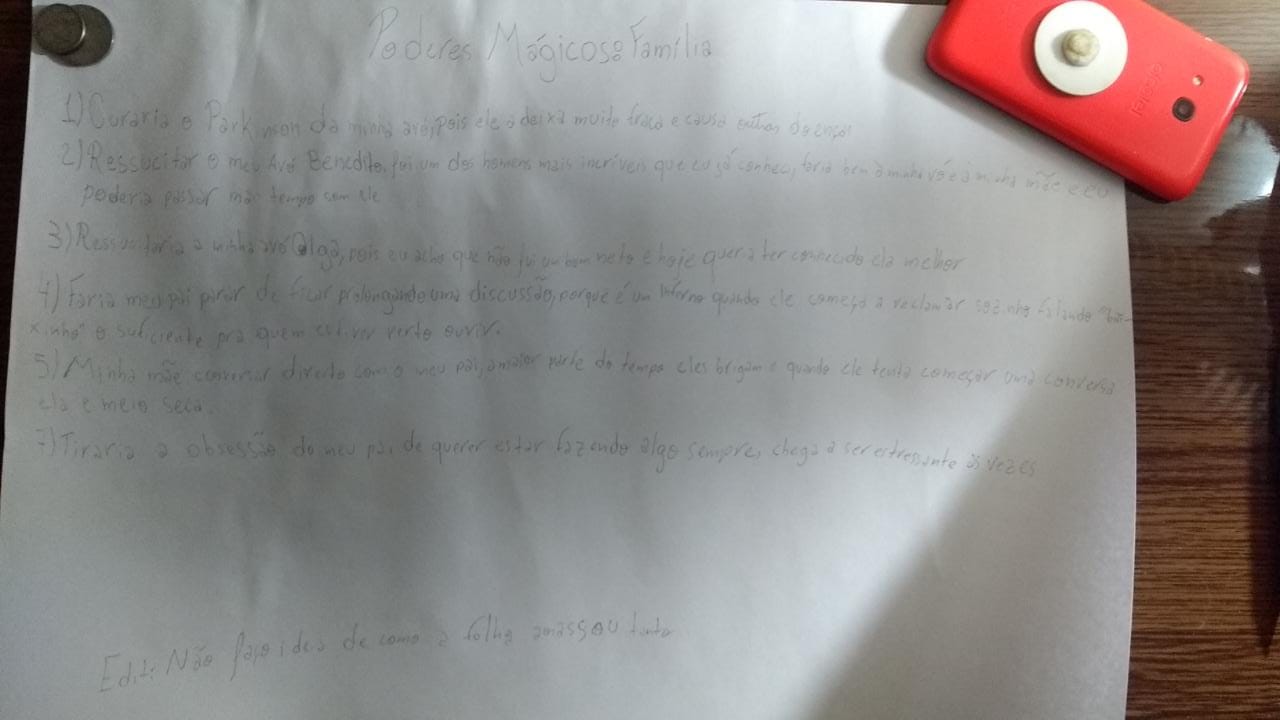 Poderes Mágicos: Família
1) Curaria o Parkinson da minha avó, pois ele a deixa muito fraca e causa outras doenças
2) Ressucitar o meu Avô Benedito, foi um dos homens mais incríveis que eu já conheci, faria bem à minha vó e à minha mãe e eu
poderia passar mais tempo com ele
3) Ressucitaria a minha avó Olga, pois eu acho que não fui um bom neto e hoje queria ter conhecido ela melhor
4) Faria meu pai parar de ficar prolongando uma discussão, porque é um inferno quando ele começa a reclamar sozinho falando "bai-
xinho" o suficiente pra quem estiver perto ouvir.
5) Minha mãe conversar direito com o meu pai, a maior parte do tempo eles brigam e quando ele tenta começar uma conversa
ela é meio seca.
7) Tiraria a obsessão do meu pai de querer estar fazendo algo sempre, chega a ser estressante às vezes
Edit: Não faço ideia de como a folha amassou tanto